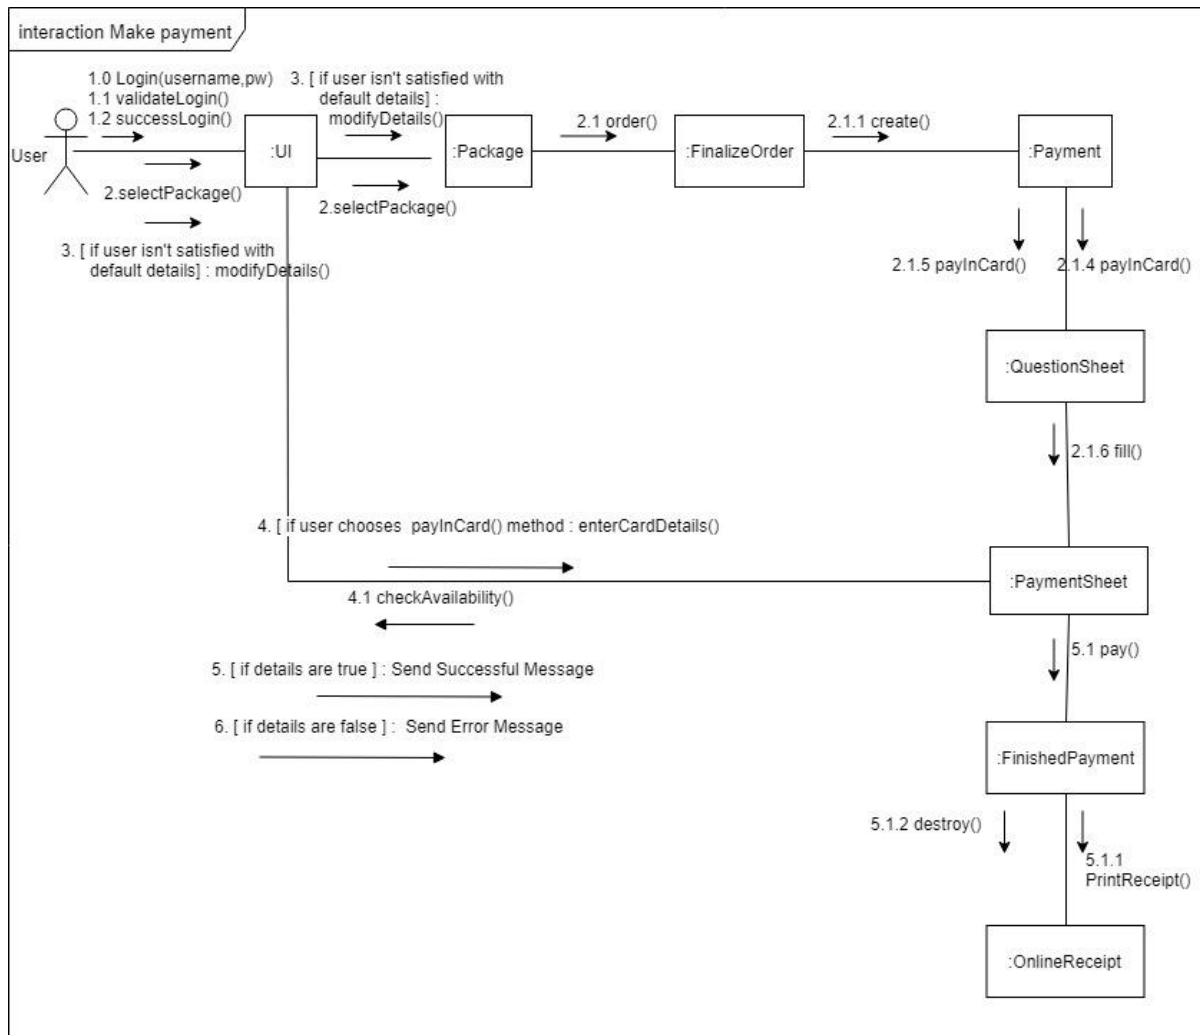 interaction Make payment
1.0 Login(username,pw)
1.1 validateLogin()
1.2 successLogin()
3. [ if user isn't satisfied with
default details] :
modifyDetails()
User
:UI
2.selectPackage()
3. [ if user isn't satisfied with
default details] : modifyDetails()
2.selectPackage()
:Package
2.1 order()
:FinalizeOrder
2.1.1 create()
:Payment
2.1.5 payInCard()
2.1.4 payInCard()
:QuestionSheet
2.1.6 fill()
4. [ if user chooses payInCard() method : enterCardDetails()
:PaymentSheet
4.1 checkAvailability()
5. [ if details are true ] : Send Successful Message
6. [ if details are false ] : Send Error Message
5.1 pay()
:FinishedPayment
5.1.2 destroy()
5.1.1
PrintReceipt()
:OnlineReceipt